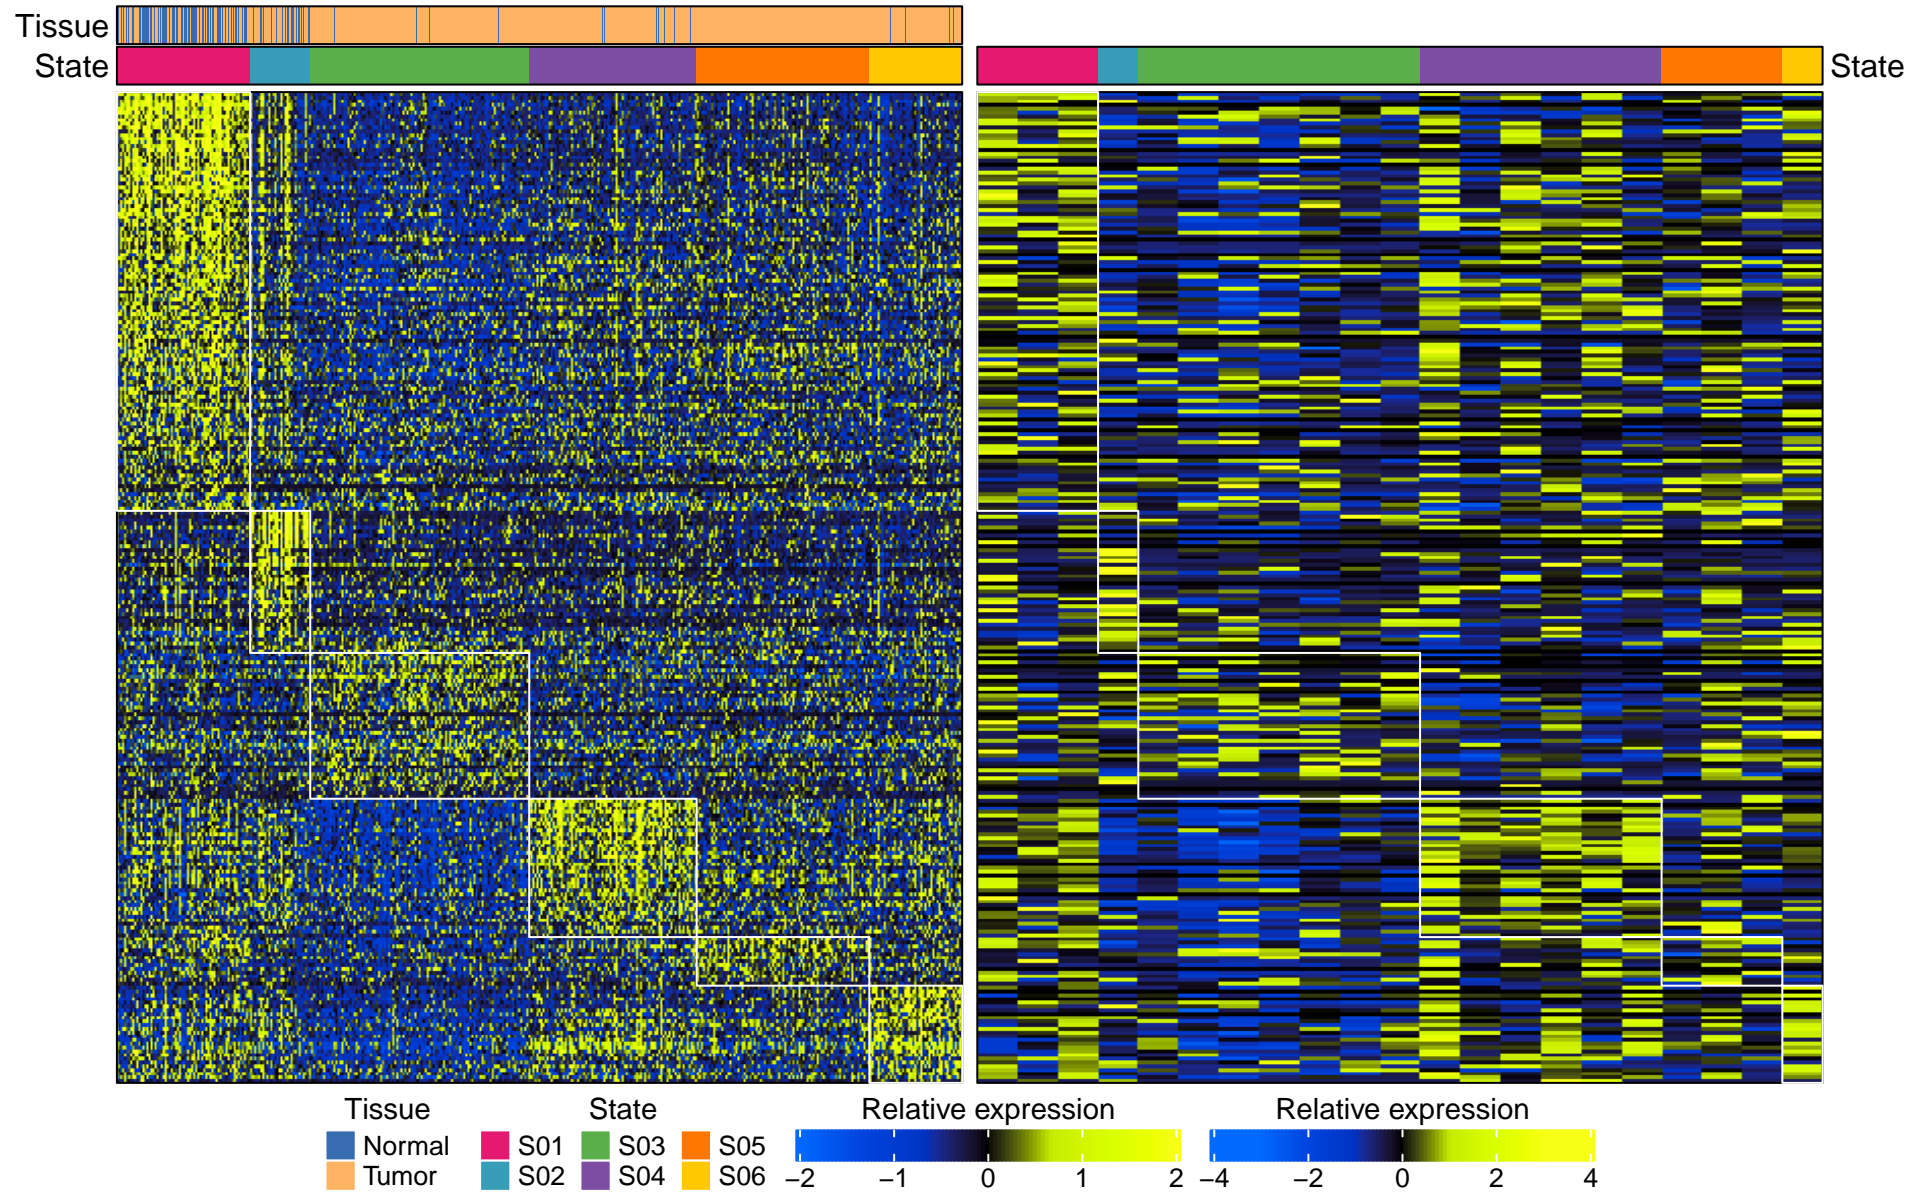 Tissue
State
State
Tissue
State
Relative expression
Relative expression
Normal
S01
S03
S05
Tumor
S02
S04
S06
−2 −1 0 1 2
−4 −2 0 2 4